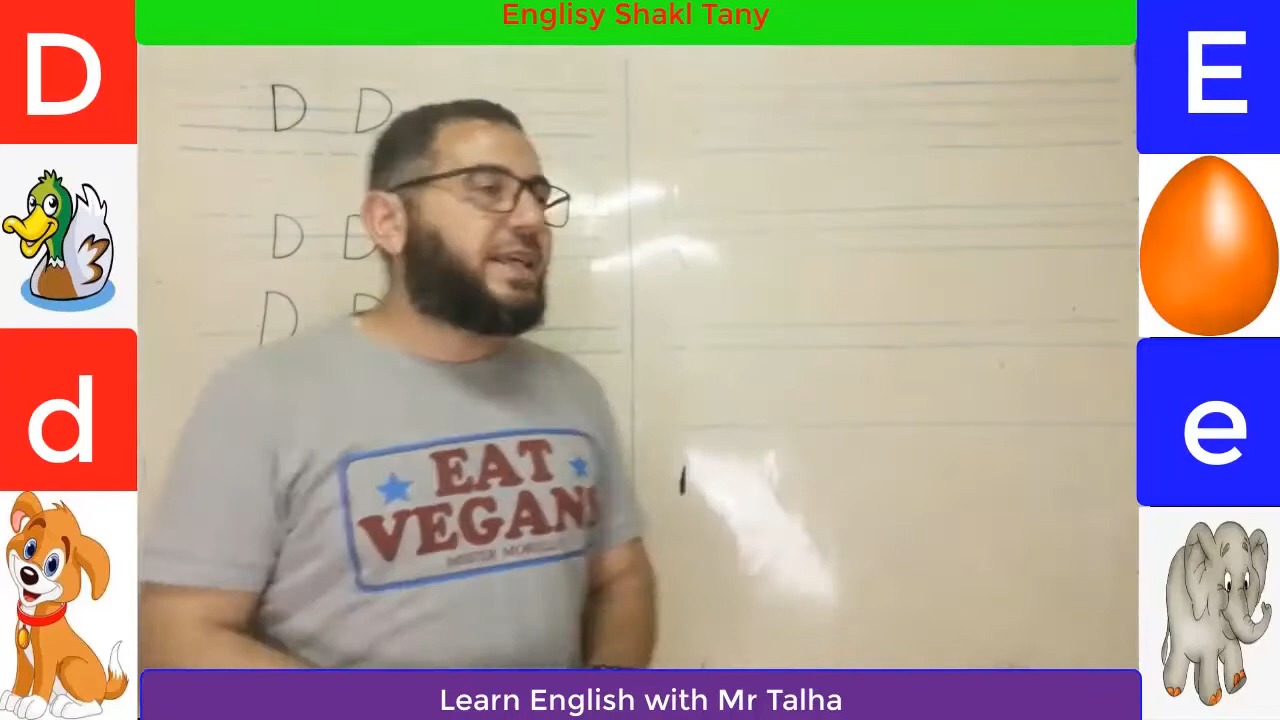 Englisy Shakl Tany
D
E
D D
D D
D D
d
e
EAT
VEGANS
Learn English with Mr Talha